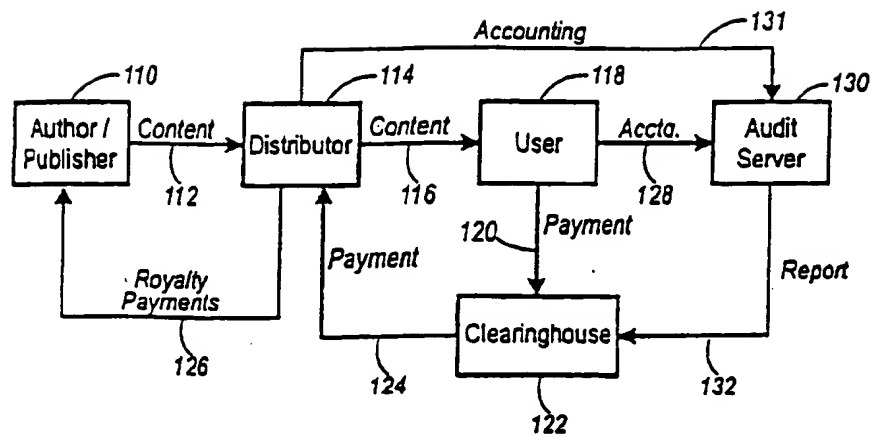 Accounting
131
110
114
118
130
Author /
Publisher
Content
112
Distributor
Content
116
User
Accta.
128
Audit
Server
120
Payment
Payment
Report
Royalty
Payments
126
124
Clearinghouse
122
132